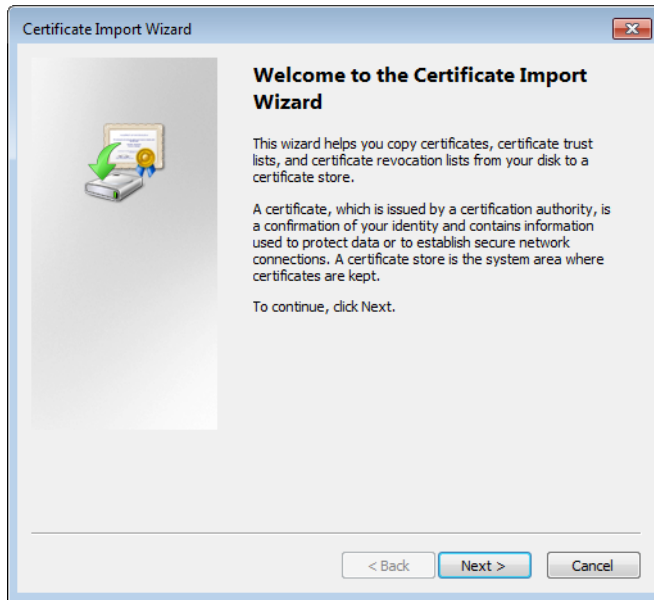 Certificate Import Wizard
Welcome to the Certificate Import
Wizard
This wizard helps you copy certificates, certificate trust
lists, and certificate revocation lists from your disk to a
certificate store.
A certificate, which is issued by a certification authority, is
a confirmation of your identity and contains information
used to protect data or to establish secure network
connections. A certificate store is the system area where
certificates are kept.
To continue, click Next.
< Back Next > Cancel